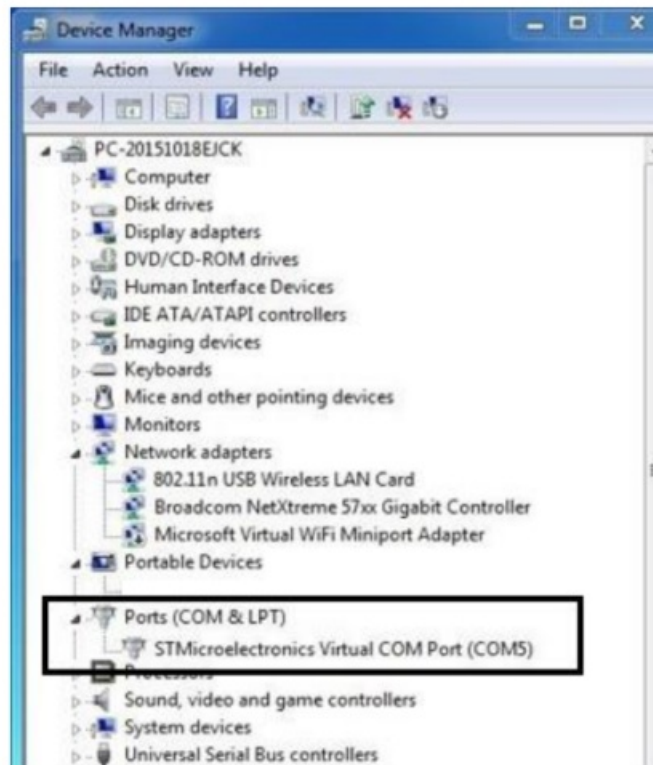 Device Manager
File Action View Help
PC-20151018EJCK
Computer
Disk drives
Display adapters
DVD/CD-ROM drives
Human Interface Devices
IDE ATA/ATAPI controllers
Imaging devices
Keyboards
Mice and other pointing devices
Monitors
Network adapters
802.11n USB Wireless LAN Card
Broadcom NetXtreme 57xx Gigabit Controller
Microsoft Virtual WiFi Miniport Adapter
Portable Devices
Ports (COM & LPT)
STMicroelectronics Virtual COM Port (COM5)
Processors
Sound, video and game controllers
System devices
Universal Serial Bus controllers